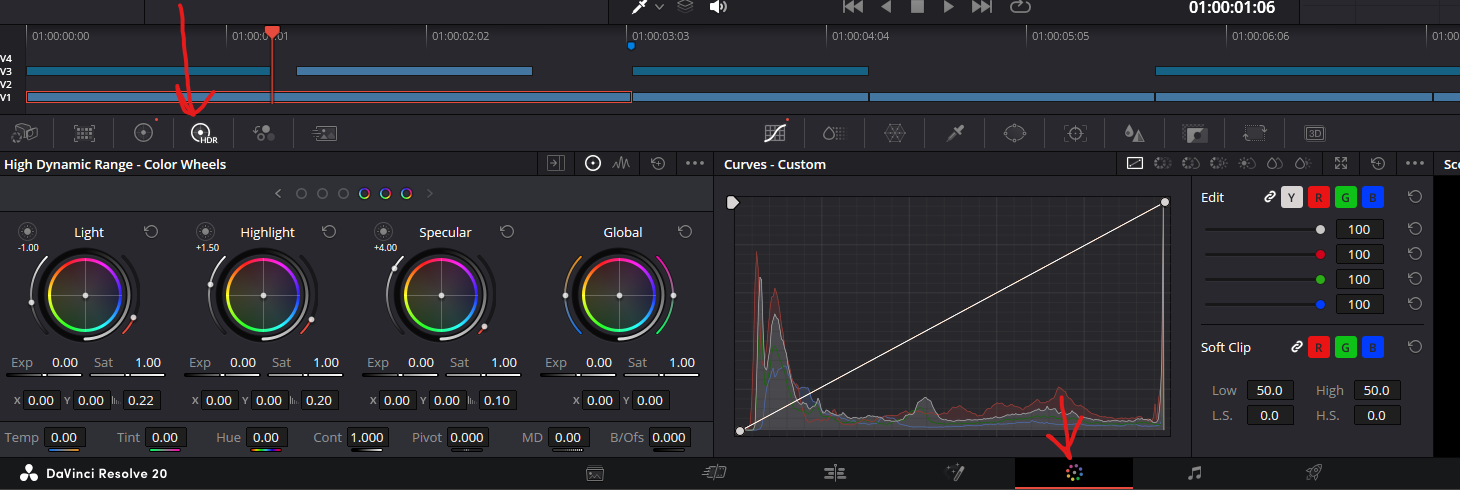 01:00:01:06
01:00:00:00 01:00:01:01 01:00:02:02 01:00:03:03 01:00:04:04 01:00:05:05 01:00:06:06 01:00
V4
V3
V2
V1
HDR 3D
High Dynamic Range - Color Wheels
Curves - Custom
Sc
Light Highlight Specular Global
-1.00 +1.50 +4.00
Exp 0.00 Sat 1.00 Exp 0.00 Sat 1.00 Exp 0.00 Sat 1.00 Exp 0.00 Sat 1.00
X 0.00 Y 0.00 0.22 X 0.00 Y 0.00 0.20 X 0.00 Y 0.00 0.10 X 0.00 Y 0.00
Temp 0.00 Tint 0.00 Hue 0.00 Cont 1.000 Pivot 0.000 MD 0.00 B/Ofs 0.000
Edit Y R G B
100
100
100
100
Soft Clip R G B
Low 50.0 High 50.0
L.S. 0.0 H.S. 0.0
DaVinci Resolve 20